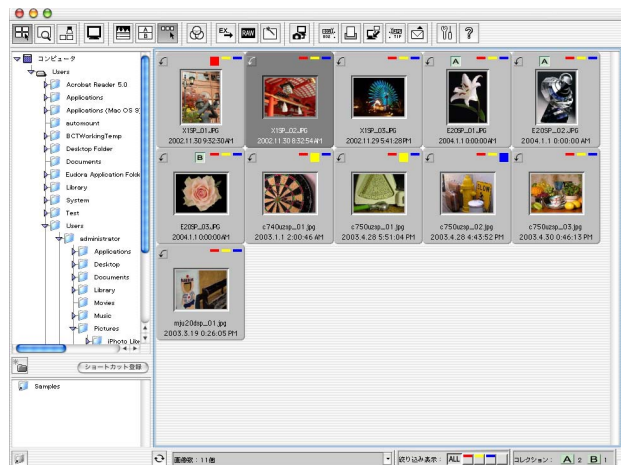 EX
RAW
コンピュータ
Users
Acrobat Reader 5.0
Applications
Applications (Mac OS 9)
automount
BCTWorkingTemp
Desktop Folder
Documents
Eudora Application Folde
Library
System
Test
Users
administrator
Applications
Desktop
Documents
Library
Movies
Music
Pictures
iPhoto Libr
ショートカット登録
Samples
X1SP_01.JPG
2002.11.30 9:32:30 AM
X1SP_02.JPG
2002.11.30 8:32:54 AM
X1SP_03.JPG
2002.11.29 5:41:28 PM
A
E20SP_01.JPG
2004.1.1 0:00:00 AM
A
E20SP_02.JPG
2004.1.1 0:00:00 AM
B
E20SP_03.JPG
2004.1.1 0:00:00 AM
c740uzsp_01.jpg
2003.1.1 2:00:46 AM
c750uzsp_01.jpg
2003.4.28 5:51:04 PM
c750uzsp_02.jpg
2003.4.28 4:43:52 PM
c750uzsp_03.jpg
2003.4.30 0:46:13 PM
mju20dsp_01.jpg
2003.3.19 0:26:05 PM
画像数：11個
絞り込み表示： ALL
コレクション： A 2 B 1